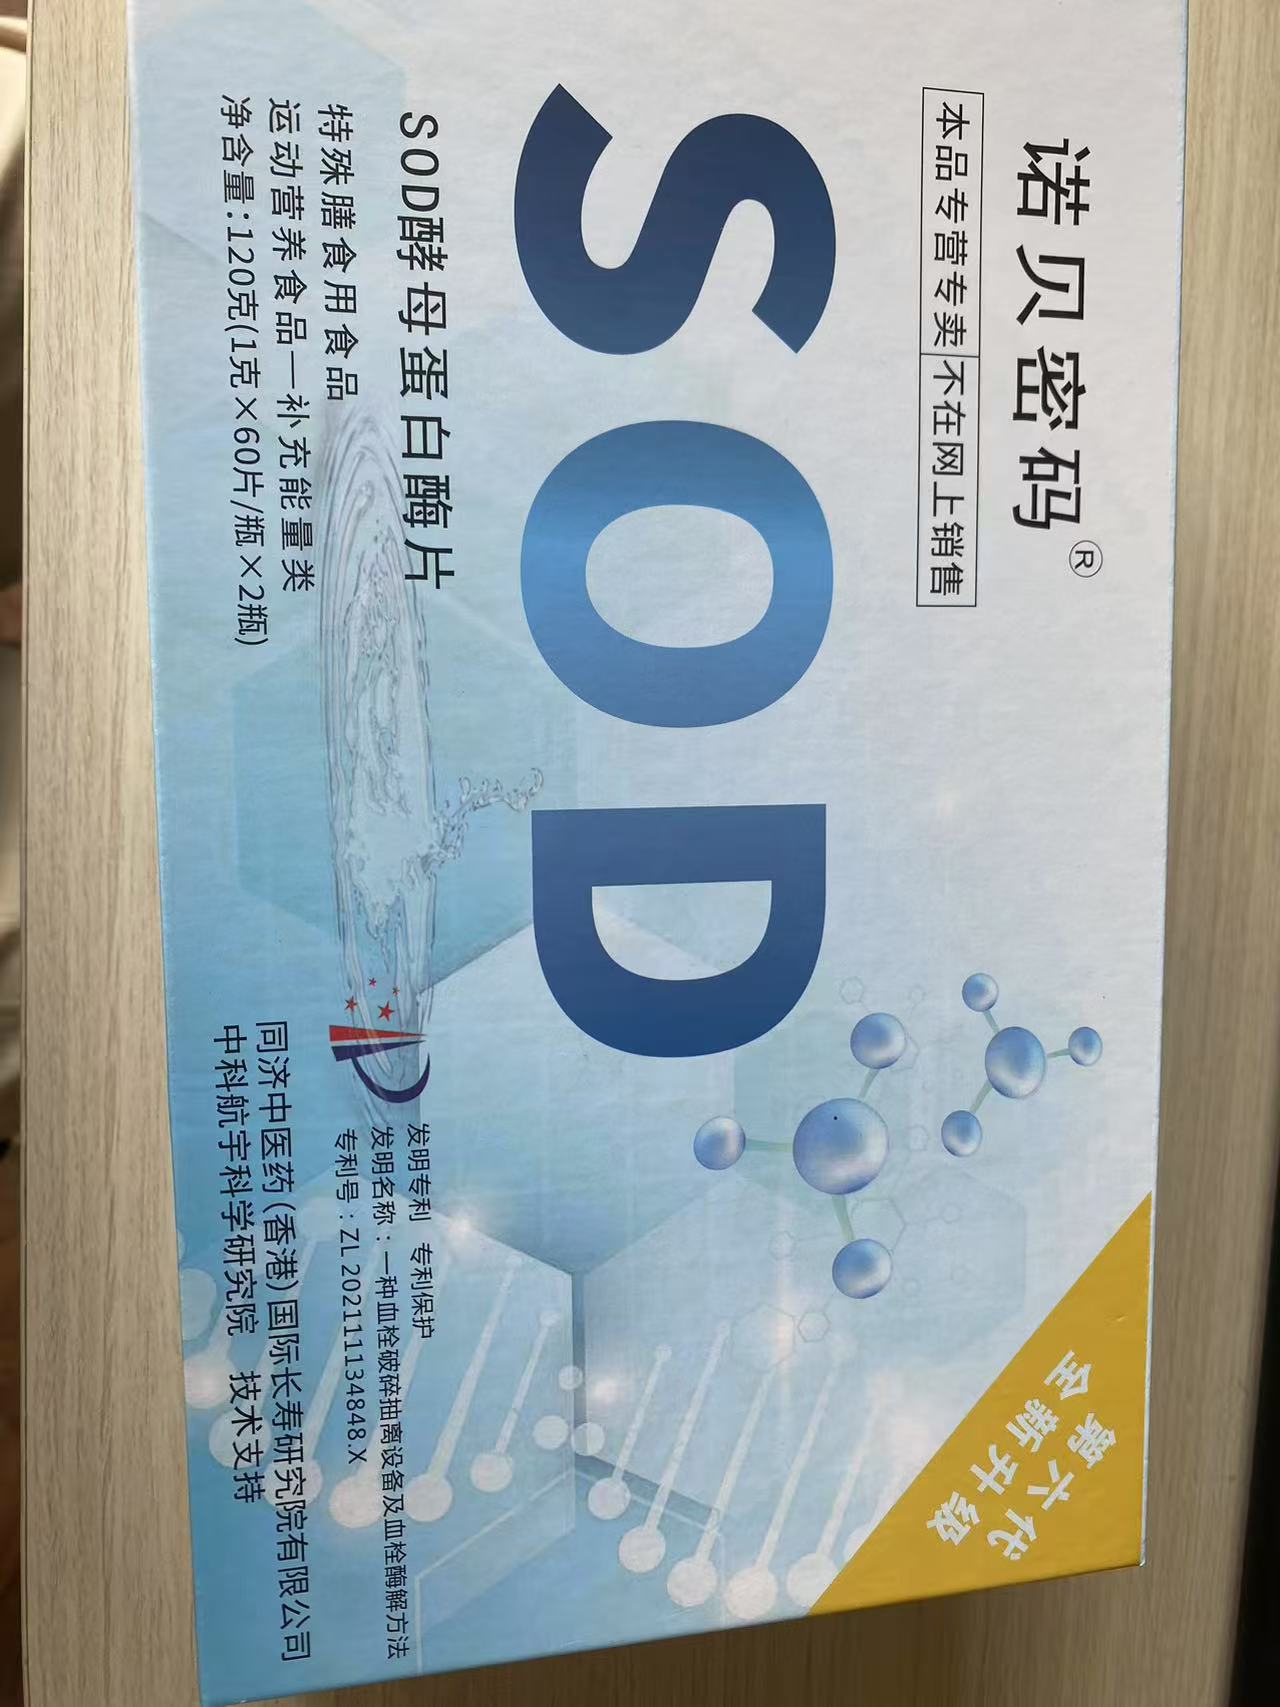 诺贝密码®
本品专营专卖 不在网上销售
第六代
全新升级
SOD
SOD酵母蛋白酶片
特殊膳食用食品
运动营养食品—补充能量类
净含量:120克(1克×60片/瓶×2瓶)
发明专利 专利保护
发明名称:一种血栓破碎抽离设备及血栓酶解方法
专利号:ZL 202111134848.X
同济中医药(香港)国际长寿研究院有限公司
中科航宇科学研究院 技术支持